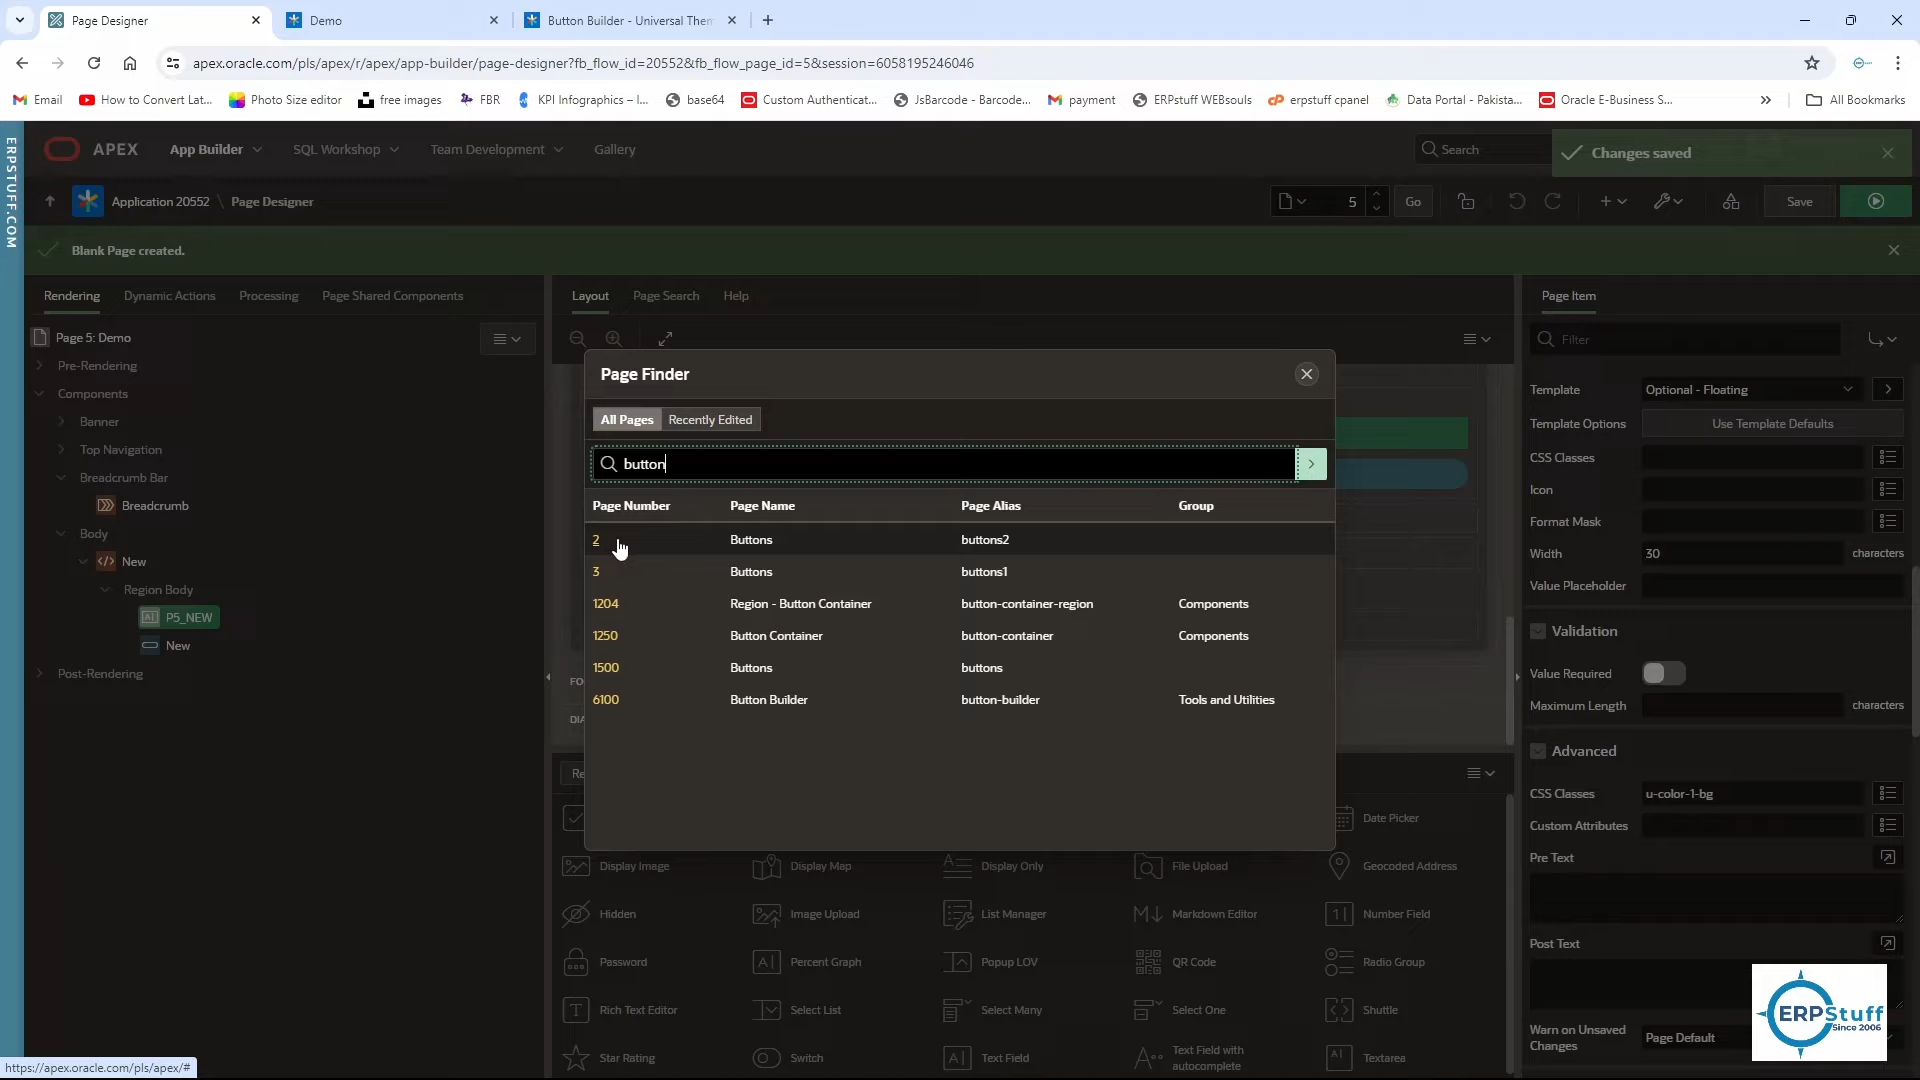 Page Designer
Demo
Button Builder - Universal Them
apex.oracle.com/pls/apex/r/apex/app-builder/page-designer?fb_flow_id=20552&fb_flow_page_id=5&session=6058195246046
Email
How to Convert Lat...
Photo Size editor
free images
FBR
KPI Infographics – I...
base64
Custom Authenticat...
JsBarcode - Barcode...
payment
ERPstuff WEBsouls
erpstuff cpanel
Data Portal - Pakista...
Oracle E-Business S...
All Bookmarks
ERPSTUFF.COM
APEX
App Builder
SQL Workshop
Team Development
Gallery
Search
Changes saved
Application 20552 \ Page Designer
5
Go
Save
Blank Page created.
Rendering
Dynamic Actions
Processing
Page Shared Components
Page 5: Demo
Pre-Rendering
Components
Banner
Top Navigation
Breadcrumb Bar
Breadcrumb
Body
New
Region Body
P5_NEW
New
Post-Rendering
Layout
Page Search
Help
Page Finder
All Pages
Recently Edited
button
Page Number Page Name Page Alias Group
2 Buttons buttons2
3 Buttons buttons1
1204 Region - Button Container button-container-region Components
1250 Button Container button-container Components
1500 Buttons buttons
6100 Button Builder button-builder Tools and Utilities
FO
DIA
Re
Date Picker
Display Image
Display Map
Display Only
File Upload
Geocoded Address
Hidden
Image Upload
List Manager
Markdown Editor
Number Field
Password
Percent Graph
Popup LOV
QR Code
Radio Group
Rich Text Editor
Select List
Select Many
Select One
Shuttle
Star Rating
Switch
Text Field
Text Field with
autocomplete
Textarea
Page Item
Filter
Template Optional - Floating
Template Options Use Template Defaults
CSS Classes
Icon
Format Mask
Width 30 characters
Value Placeholder
Validation
Value Required
Maximum Length characters
Advanced
CSS Classes u-color-1-bg
Custom Attributes
Pre Text
Post Text
Warn on Unsaved
Changes
Page Default
ERPStuff
Since 2006
https://apex.oracle.com/pls/apex/#